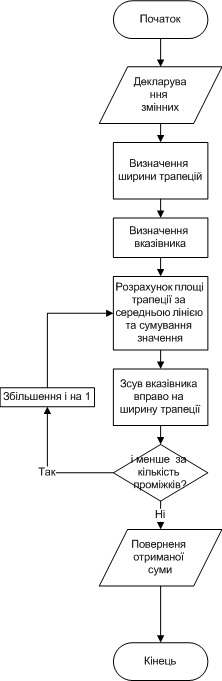 Початок
Декларува
ння
змінних
Визначення
ширини трапецій
Визначення
вказівника
Розрахунок площі
трапеції за
середньою лінією
та сумування
значення
Зсув вказівника
вправо на
ширину трапеції
Збільшення і на 1
і менше за
кількість
проміжків?
Так
Ні
Поверненя
отриманої
суми
Кінець